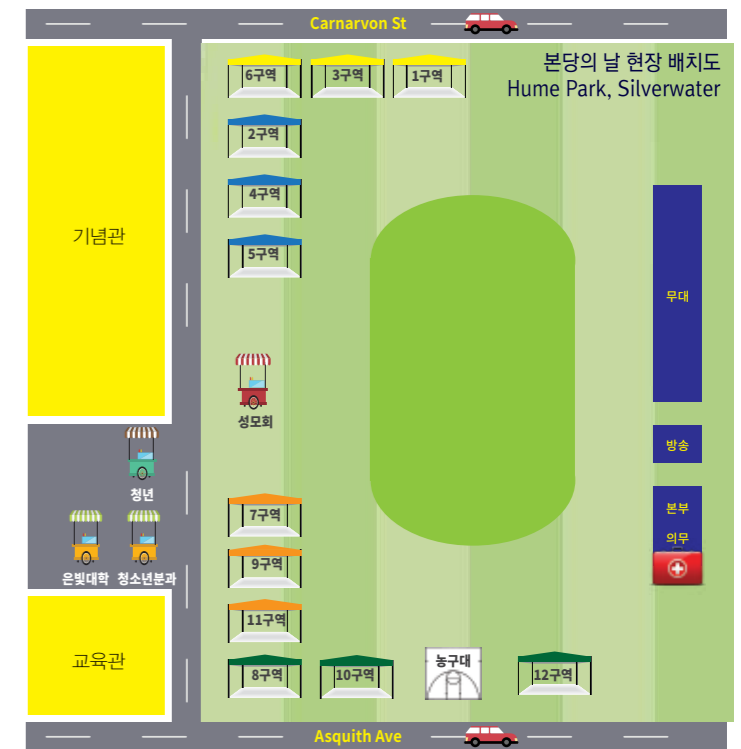 Carnarvon St
본당의 날 현장 배치도
Hume Park, Silverwater
6구역
3구역
1구역
2구역
4구역
5구역
기념관
무대
성모회
방송
청년
본부
의무
7구역
9구역
은빛대학
청소년분과
11구역
교육관
8구역
10구역
농구대
12구역
Asquith Ave